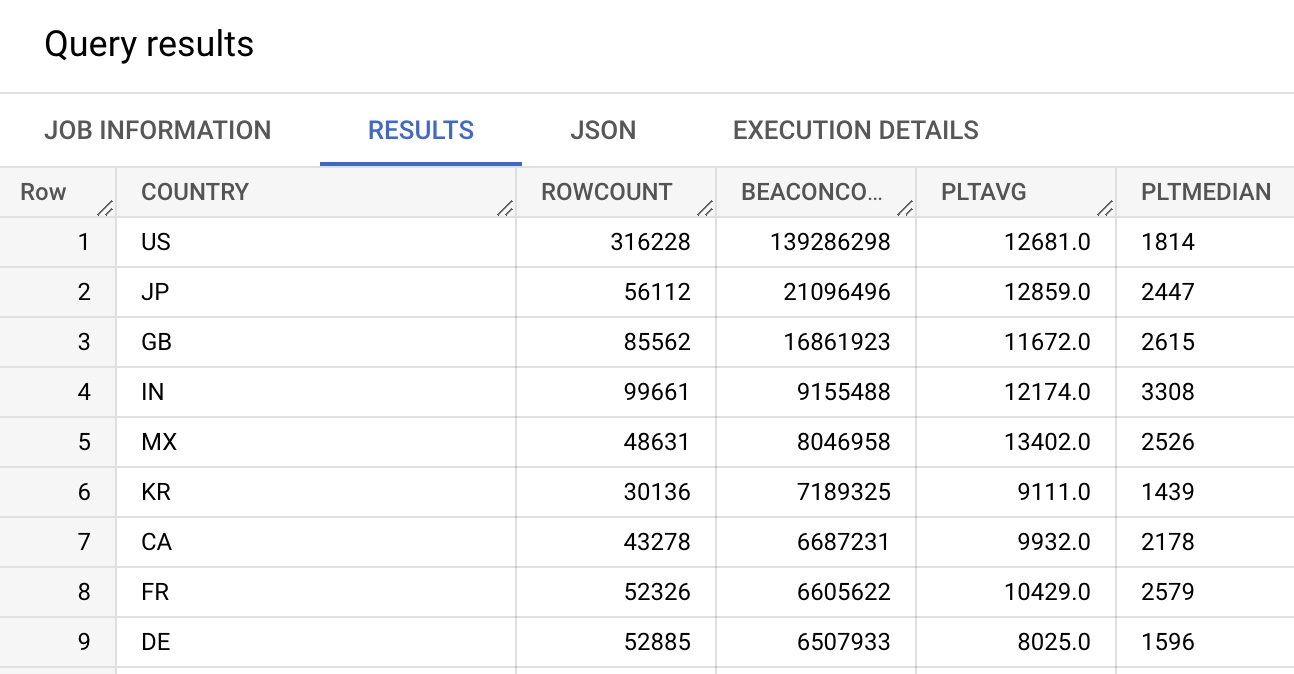 Query results
JOB INFORMATION RESULTS JSON EXECUTION DETAILS
Row COUNTRY ROWCOUNT BEACONCO... PLTAVG PLTMEDIAN
1 US 316228 139286298 12681.0 1814
2 JP 56112 21096496 12859.0 2447
3 GB 85562 16861923 11672.0 2615
4 IN 99661 9155488 12174.0 3308
5 MX 48631 8046958 13402.0 2526
6 KR 30136 7189325 9111.0 1439
7 CA 43278 6687231 9932.0 2178
8 FR 52326 6605622 10429.0 2579
9 DE 52885 6507933 8025.0 1596